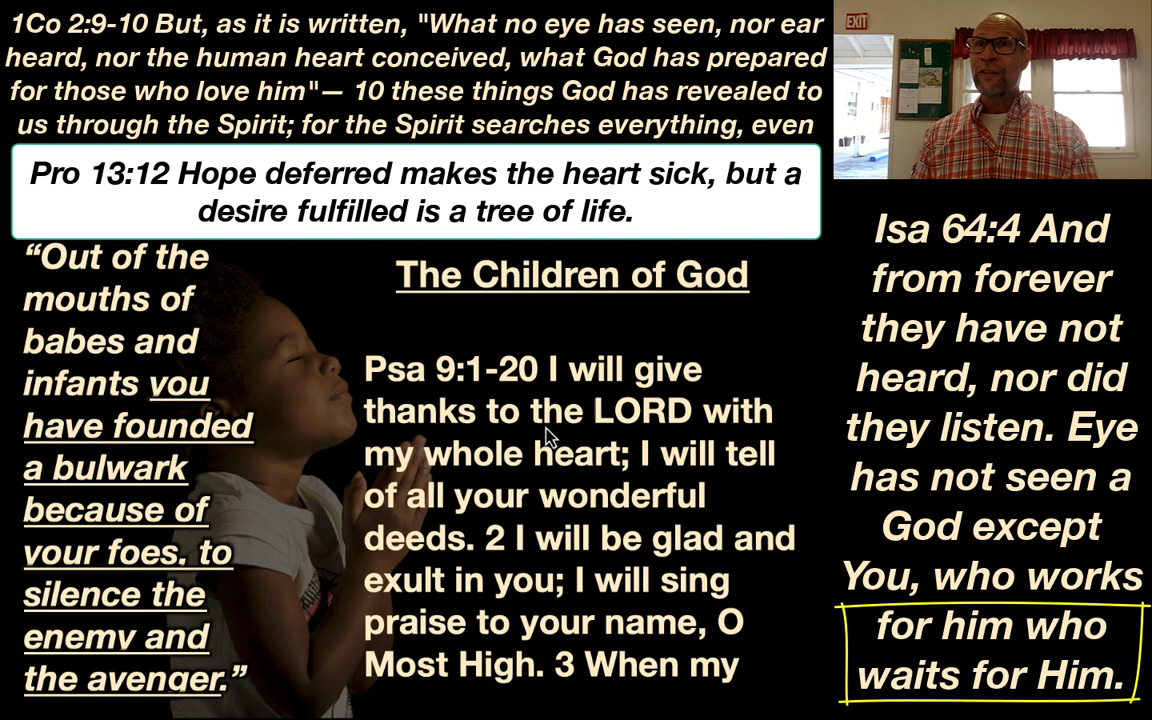 1Co 2:9-10 But, as it is written, "What no eye has seen, nor ear
heard, nor the human heart conceived, what God has prepared
for those who love him"— 10 these things God has revealed to
us through the Spirit; for the Spirit searches everything, even
Pro 13:12 Hope deferred makes the heart sick, but a
desire fulfilled is a tree of life.
“Out of the
mouths of
babes and
infants you
have founded
a bulwark
because of
your foes, to
silence the
enemy and
the avenger.”
The Children of God
Psa 9:1-20 I will give
thanks to the LORD with
my whole heart; I will tell
of all your wonderful
deeds. 2 I will be glad and
exult in you; I will sing
praise to your name, O
Most High. 3 When my
EXIT
Isa 64:4 And
from forever
they have not
heard, nor did
they listen. Eye
has not seen a
God except
You, who works
for him who
waits for Him.